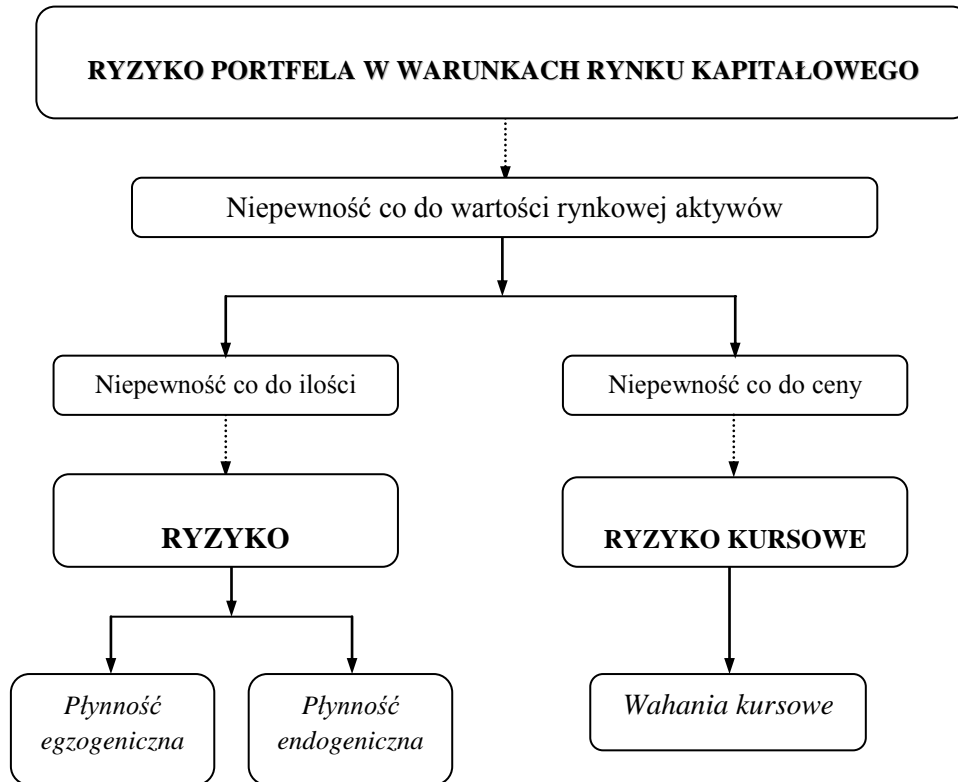 RYZYKO PORTFELA W WARUNKACH RYNKU KAPITAŁOWEGO
Niepewność co do wartości rynkowej aktywów
Niepewność co do ilości
Niepewność co do ceny
RYZYKO
RYZYKO KURSOWE
Płynność
egzogeniczna
Płynność
endogeniczna
Wahania kursowe